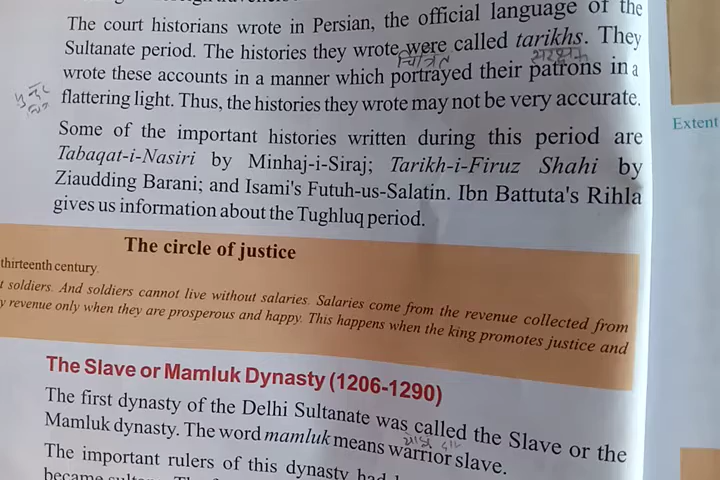 The court historians wrote in Persian, the official language of the
Sultanate period. The histories they wrote were called tarikhs. They
चित्रित संरक्षक
wrote these accounts in a manner which portrayed their patrons in a
flattering light. Thus, the histories they wrote may not be very accurate.
Some of the important histories written during this period are
Tabaqat-i-Nasiri by Minhaj-i-Siraj; Tarikh-i-Firuz Shahi by
Ziaudding Barani; and Isami's Futuh-us-Salatin. Ibn Battuta's Rihla
gives us information about the Tughluq period.
Extent
The circle of justice
thirteenth century.
soldiers. And soldiers cannot live without salaries. Salaries come from the revenue collected from
revenue only when they are prosperous and happy. This happens when the king promotes justice and
The Slave or Mamluk Dynasty (1206-1290)
The first dynasty of the Delhi Sultanate was called the Slave or the
Mamluk dynasty. The word mamluk means warrior slave.
The important rulers of this dynasty had
became